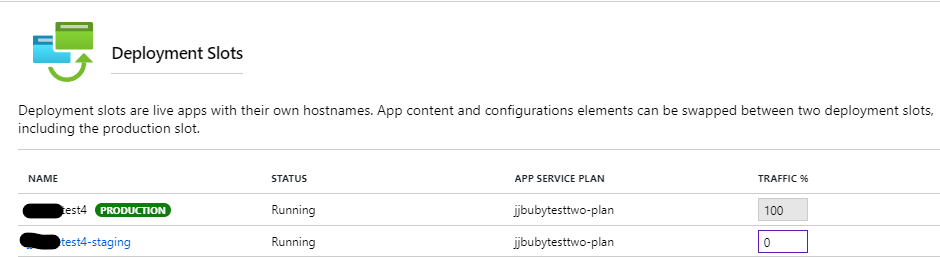 Deployment Slots
Deployment slots are live apps with their own hostnames. App content and configurations elements can be swapped between two deployment slots,
including the production slot.
NAME STATUS APP SERVICE PLAN TRAFFIC %
test4 PRODUCTION Running jjbubytesttwo-plan 100
test4-staging Running jjbubytesttwo-plan 0